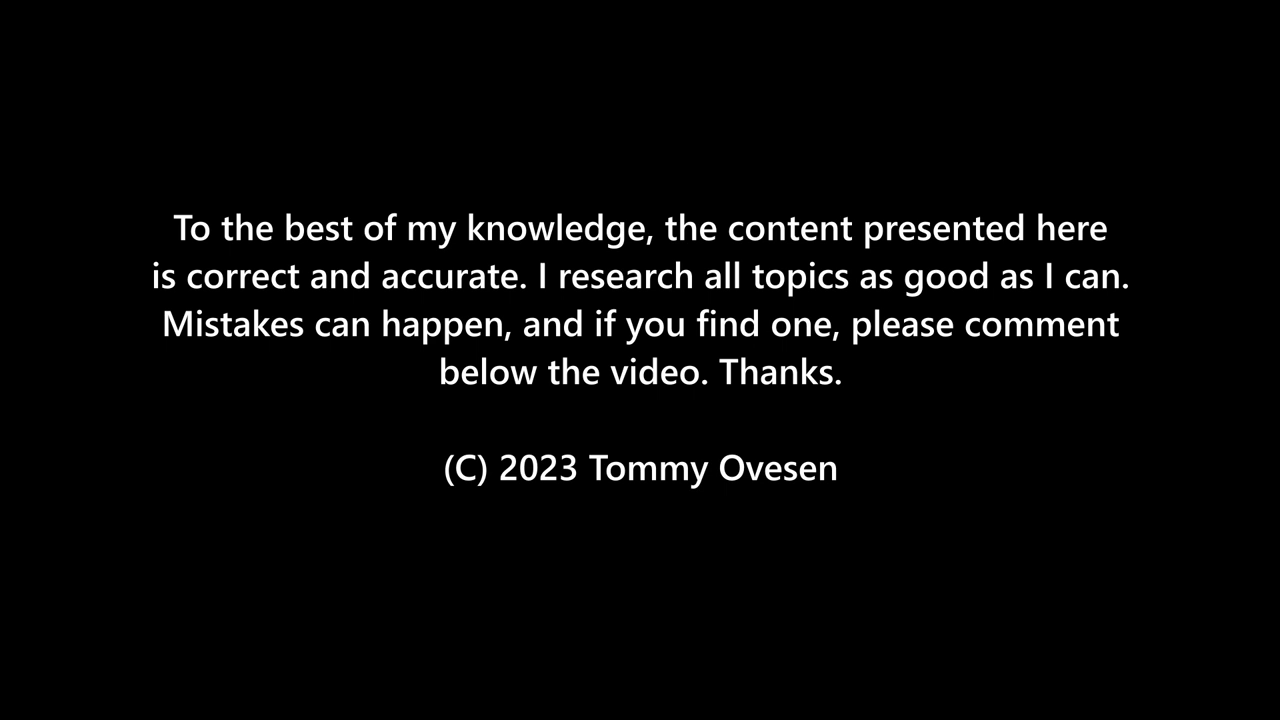 To the best of my knowledge, the content presented here
is correct and accurate. I research all topics as good as I can.
Mistakes can happen, and if you find one, please comment
below the video. Thanks.
(C) 2023 Tommy Ovesen